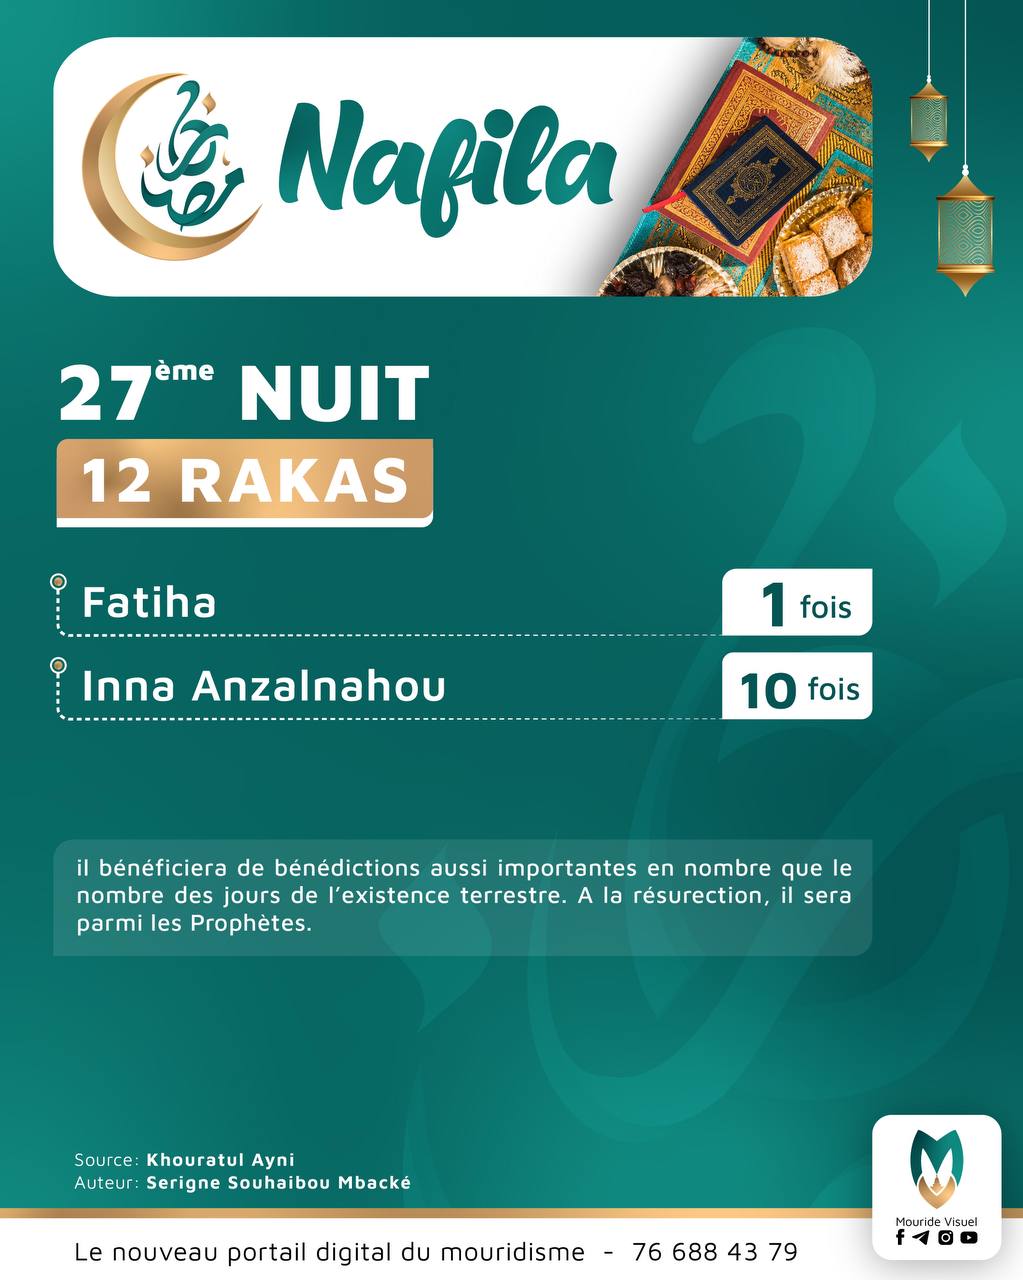 رمضان
Nafila
27ème NUIT
12 RAKAS
Fatiha 1 fois
Inna Anzalnahou 10 fois
il bénéficiera de bénédictions aussi importantes en nombre que le
nombre des jours de l'existence terrestre. A la résurection, il sera
parmi les Prophètes.
Source: Khouratul Ayni
Auteur: Serigne Souhaibou Mbacké
Mouride Visuel
Le nouveau portail digital du mouridisme - 76 688 43 79